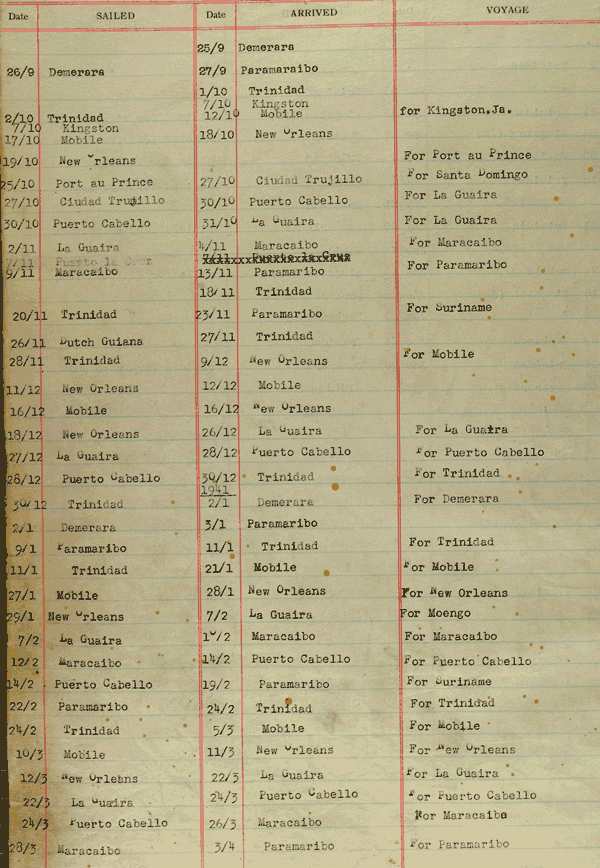 Date SAILED Date ARRIVED VOYAGE
25/9 Demerara
26/9 Demerara 27/9 Paramaraibo
1/10 Trinidad
7/10 Kingston
2/10 Trinidad 12/10 Mobile for Kingston.Ja.
7/10 Kingston
17/10 Mobile 18/10 New Orleans
19/10 New Orleans For Port au Prince
25/10 Port au Prince 27/10 Ciudad Trujillo For Santa Domingo
27/10 Ciudad Trujillo 30/10 Puerto Cabello For La Guaira
30/10 Puerto Cabello 31/10 La Guaira For La Guaira
2/11 La Guaira 4/11 Maracaibo For Maracaibo
7/11 Puerto la Cruz 7/11 Puerto la Cruz
9/11 Maracaibo 13/11 Paramaribo For Paramaribo
18/11 Trinidad
20/11 Trinidad 23/11 Paramaribo For Suriname
26/11 Dutch Guiana 27/11 Trinidad
28/11 Trinidad 9/12 New Orleans For Mobile
11/12 New Orleans 12/12 Mobile
16/12 Mobile 16/12 New Orleans
18/12 New Orleans 26/12 La Guaira For La Guaira
27/12 La Guaira 28/12 Puerto Cabello For Puerto Cabello
28/12 Puerto Cabello 30/12 Trinidad For Trinidad
1941
30/12 Trinidad 2/1 Demerara For Demerara
2/1 Demerara 3/1 Paramaribo
9/1 Paramaribo 11/1 Trinidad For Trinidad
11/1 Trinidad 21/1 Mobile For Mobile
27/1 Mobile 28/1 New Orleans For New Orleans
29/1 New Orleans 7/2 La Guaira For Moengo
7/2 La Guaira 10/2 Maracaibo For Maracaibo
12/2 Maracaibo 14/2 Puerto Cabello For Puerto Cabello
14/2 Puerto Cabello 19/2 Paramaribo For Suriname
22/2 Paramaribo 24/2 Trinidad For Trinidad
24/2 Trinidad 5/3 Mobile For Mobile
10/3 Mobile 11/3 New Orleans For New Orleans
12/3 New Orleans 22/3 La Guaira For La Guaira
22/3 La Guaira 24/3 Puerto Cabello For Puerto Cabello
24/3 Puerto Cabello 26/3 Maracaibo For Maracaibo
28/3 Maracaibo 3/4 Paramaribo For Paramaribo